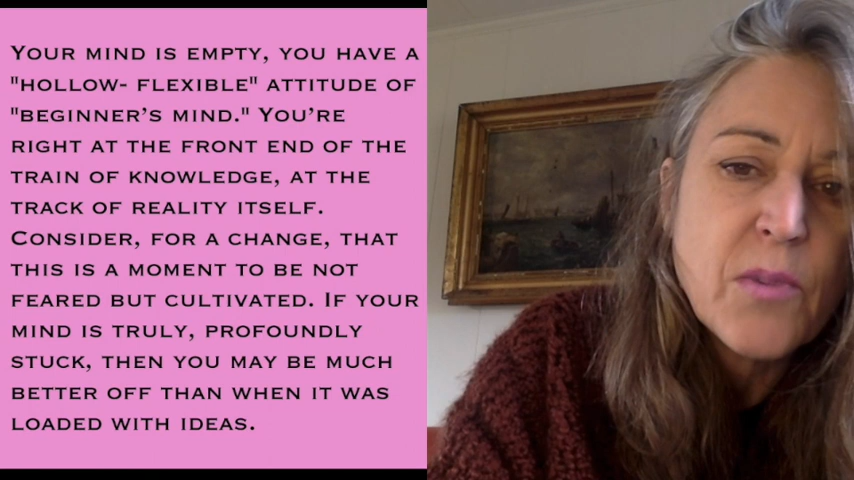 Your mind is empty, you have a
"hollow- flexible" attitude of
"beginner's mind." You're
right at the front end of the
train of knowledge, at the
track of reality itself.
Consider, for a change, that
this is a moment to be not
feared but cultivated. If your
mind is truly, profoundly
stuck, then you may be much
better off than when it was
loaded with ideas.